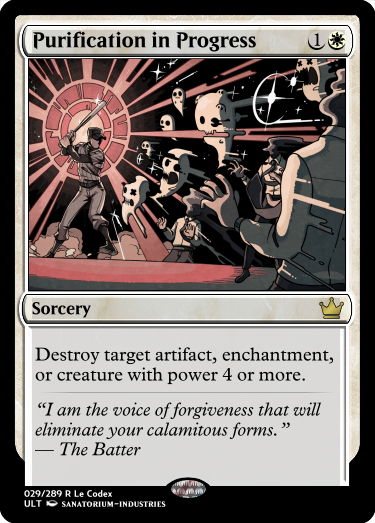 Purification in Progress 1
Sorcery
Destroy target artifact, enchantment,
or creature with power 4 or more.
“I am the voice of forgiveness that will
eliminate your calamitous forms.”
— The Batter
029/289 R Le Codex
ULT SANATORIUM-INDUSTRIES